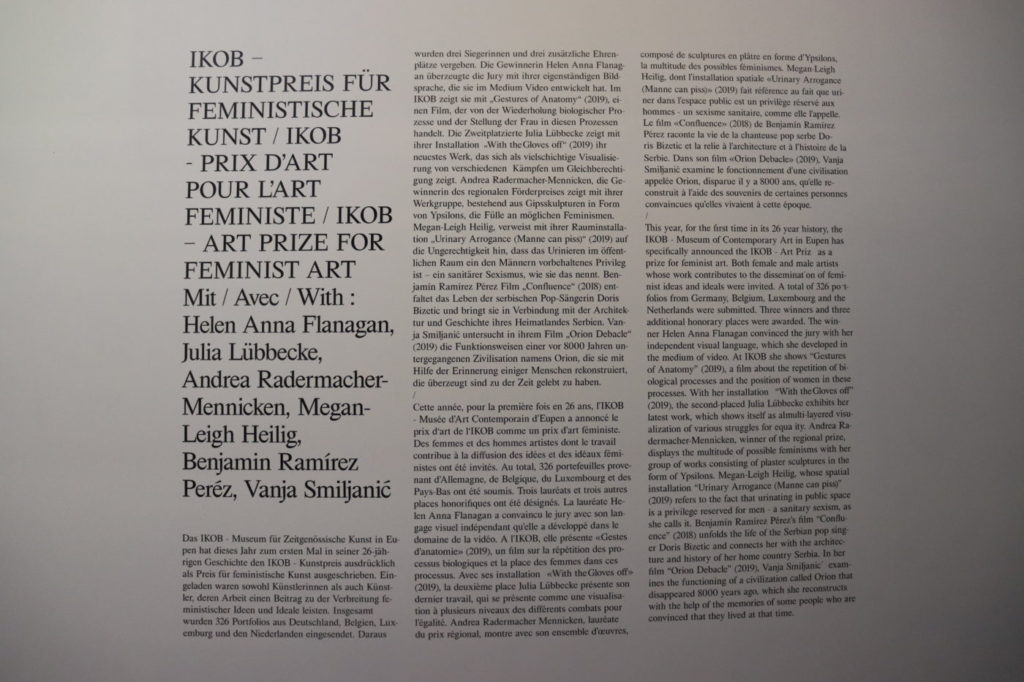 IKOB –
KUNSTPREIS FÜR
FEMINISTISCHE
KUNST / IKOB
- PRIX D'ART
POUR L'ART
FEMINISTE / IKOB
– ART PRIZE FOR
FEMINIST ART
Mit / Avec / With :
Helen Anna Flanagan,
Julia Lübbecke,
Andrea Radermacher-
Mennicken, Megan-
Leigh Heilig,
Benjamin Ramírez
Peréz, Vanja Smiljanić
Das IKOB - Museum für Zeitgenössische Kunst in Eu-
pen hat dieses Jahr zum ersten Mal in seiner 26-jäh-
rigen Geschichte den IKOB - Kunstpreis ausdrücklich
als Preis für feministische Kunst ausgeschrieben. Ein-
geladen waren sowohl Künstlerinnen als auch Künst-
ler, deren Arbeit einen Beitrag zu der Verbreitung fe-
ministischer Ideen und Ideale leisten. Insgesamt
wurden 326 Portfolios aus Deutschland, Belgien, Lux-
emburg und den Niederlanden eingesendet. Daraus
wurden drei Siegerinnen und drei zusätzliche Ehren-
plätze vergeben. Die Gewinnerin Helen Anna Flanag-
an überzeugte die Jury mit ihrer eigenständigen Bild-
sprache, die sie im Medium Video entwickelt hat. Im
IKOB zeigt sie mit „Gestures of Anatomy“ (2019), ei-
nen Film, der von der Wiederholung biologischer Pro-
zesse und der Stellung der Frau in diesen Prozessen
handelt. Die Zweitplatzierte Julia Lübbecke zeigt mit
ihrer Installation „With the Gloves off“ (2019) ihr
neuestes Werk, das sich als vielschichtige Visualisie-
rung von verschiedenen Kämpfen um Gleichberechti-
gung zeigt. Andrea Radermacher-Mennicken, die Ge-
winnerin des regionalen Förderpreises zeigt mit ihrer
Werkgruppe, bestehend aus Gipsskulpturen in Form
von Ypsilons, die Fülle an möglichen Feminismen.
Megan-Leigh Heilig, verweist mit ihrer Rauminstalla-
tion „Urinary Arrogance (Manne can piss)“ (2019) auf
die Ungerechtigkeit hin, dass das Urinieren im öffent-
lichen Raum ein den Männern vorbehaltenes Privileg
ist – ein sanitärer Sexismus, wie sie das nennt. Ben-
jamin Ramírez Pérez Film „Confluence“ (2018) ent-
faltet das Leben der serbischen Pop-Sängerin Doris
Bizetic und bringt sie in Verbindung mit der Architek-
tur und Geschichte ihres Heimatlandes Serbien. Van-
ja Smiljanić untersucht in ihrem Film „Orion Debacle“
(2019) die Funktionsweisen einer vor 8000 Jahren un-
tergegangenen Zivilisation namens Orion, die sie mit
Hilfe der Erinnerung einiger Menschen rekonstruiert,
die überzeugt sind zu der Zeit gelebt zu haben.
/
Cette année, pour la première fois en 26 ans, l'IKOB
- Musée d'Art Contemporain d'Eupen a annoncé le
prix d'art de l'IKOB comme un prix d'art féministe.
Des femmes et des hommes artistes dont le travail
contribue à la diffusion des idées et des idéaux fémi-
nistes ont été invités. Au total, 326 portefeuilles prove-
nant d'Allemagne, de Belgique, du Luxembourg et des
Pays-Bas ont été soumis. Trois lauréats et trois autres
places honorifiques ont été désignés. La lauréate He-
len Anna Flanagan a convaincu le jury avec son lan-
gage visuel indépendant qu'elle a développé dans le
domaine de la vidéo. A l'IKOB, elle présente «Gestes
d'anatomie» (2019), un film sur la répétition des pro-
cessus biologiques et la place des femmes dans ces
processus. Avec ses installation «With the Gloves off»
(2019), la deuxième place Julia Lübbecke présente son
dernier travail, qui se présente comme une visualisa-
tion à plusieurs niveaux des différents combats pour
l'égalité. Andrea Radermacher Mennicken, lauréate
du prix régional, montre avec son ensemble d'œuvres,
composé de sculptures en plâtre en forme d'Ypsilons,
la multitude des possibles féminismes. Megan-Leigh
Heilig, dont l'installation spatiale «Urinary Arrogance
(Manne can piss)» (2019) fait référence au fait que uri-
ner dans l'espace public est un privilège réservé aux
hommes - un sexisme sanitaire, comme elle l'appelle.
Le film «Confluence» (2018) de Benjamin Ramírez
Pérez raconte la vie de la chanteuse pop serbe Do-
ris Bizetic et la relie à l'architecture et à l'histoire de la
Serbie. Dans son film «Orion Debacle» (2019), Vanja
Smiljanić examine le fonctionnement d'une civilisation
appelée Orion, disparue il y a 8000 ans, qu'elle re-
construit à l'aide des souvenirs de certaines personnes
convaincues qu'elles vivaient à cette époque.
/
This year, for the first time in its 26 year history, the
IKOB - Museum of Contemporary Art in Eupen has
specifically announced the IKOB - Art Priz as a
prize for feminist art. Both female and male artists
whose work contributes to the disseminat on of femi-
nist ideas and ideals were invited. A total of 326 po t-
folios from Germany, Belgium, Luxembourg and the
Netherlands were submitted. Three winners and three
additional honorary places were awarded. The win-
ner Helen Anna Flanagan convinced the jury with her
independent visual language, which she developed in
the medium of video. At IKOB she shows “Gestures
of Anatomy” (2019), a film about the repetition of bi-
ological processes and the position of women in these
processes. With her installation “With the Gloves off”
(2019), the second-placed Julia Lübbecke exhibits her
latest work, which shows itself as almulti-layered visu-
alization of various struggles for equa ity. Andrea Ra-
dermacher-Mennicken, winner of the regional prize,
displays the multitude of possible feminisms with her
group of works consisting of plaster sculptures in the
form of Ypsilons. Megan-Leigh Heilig, whose spatial
installation “Urinary Arrogance (Manne can piss)”
(2019) refers to the fact that urinating in public space
is a privilege reserved for men - a sanitary sexism, as
she calls it. Benjamin Ramírez Pérez's film “Conflu-
ence” (2018) unfolds the life of the Serbian pop sing-
er Doris Bizetic and connects her with the architec-
ture and history of her home country Serbia. In her
film “Orion Debacle” (2019), Vanja Smiljanić exam-
ines the functioning of a civilization called Orion that
disappeared 8000 years ago, which she reconstructs
with the help of the memories of some people who are
convinced that they lived at that time.